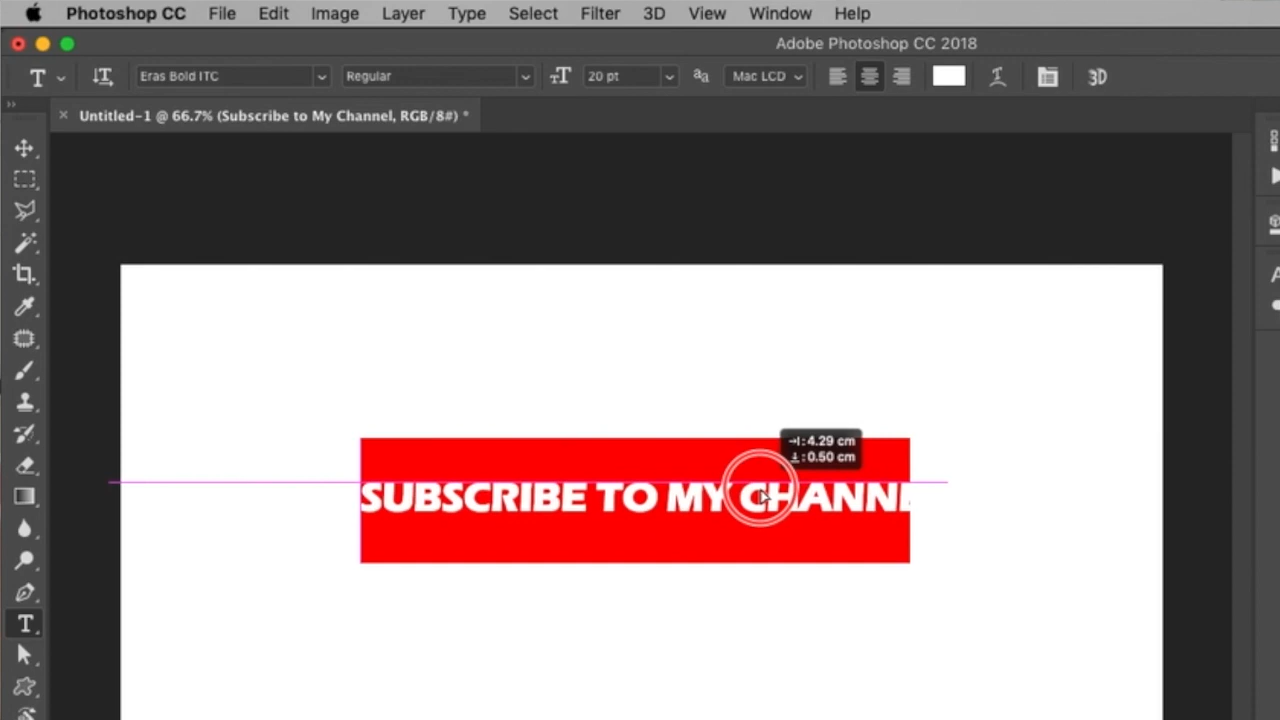 Photoshop CC File Edit Image Layer Type Select Filter 3D View Window Help
Adobe Photoshop CC 2018
T Eras Bold ITC Regular 20 pt aa Mac LCD 3D
× Untitled-1 @ 66.7% (Subscribe to My Channel, RGB/8#) *
:4.29 cm
:0.50 cm
SUBSCRIBE TO MY CHANNE
T